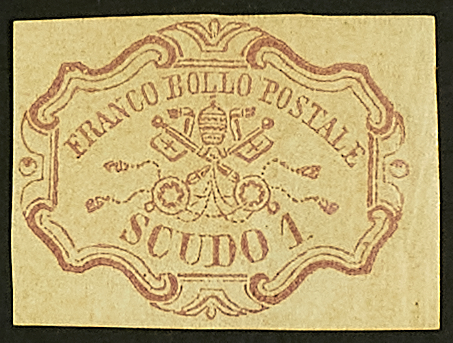 FRANCO BOLLO POSTALE
SCUDO 1